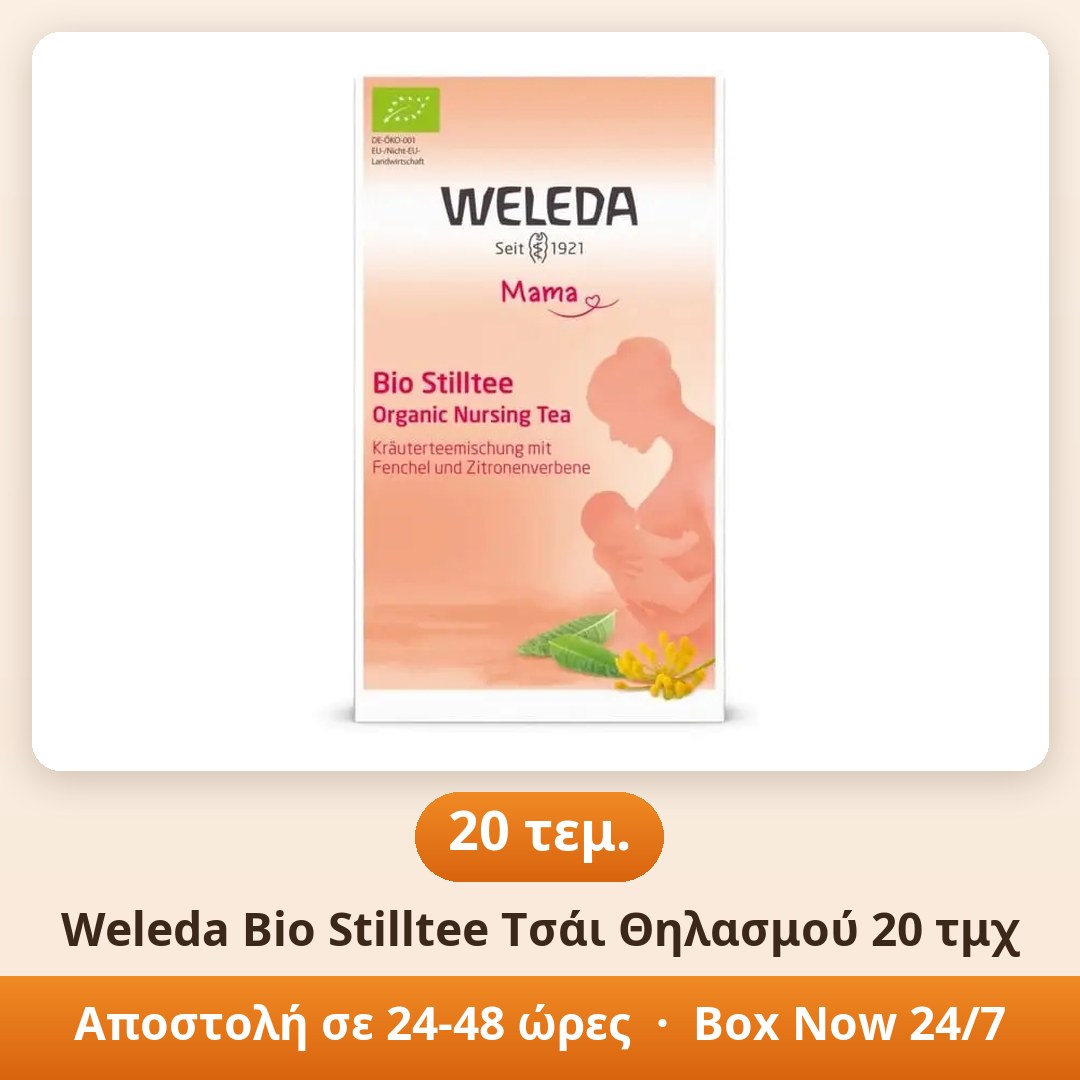 DE-ÖKO-001
EU-/Nicht-EU-
Landwirtschaft
WELEDA
Seit 1921
Mama
Bio Stilltee
Organic Nursing Tea
Kräuterteemischung mit
Fenchel und Zitronenverbene
20 τεμ.
Weleda Bio Stilltee Τσάι Θηλασμού 20 τμχ
Αποστολή σε 24-48 ώρες · Box Now 24/7